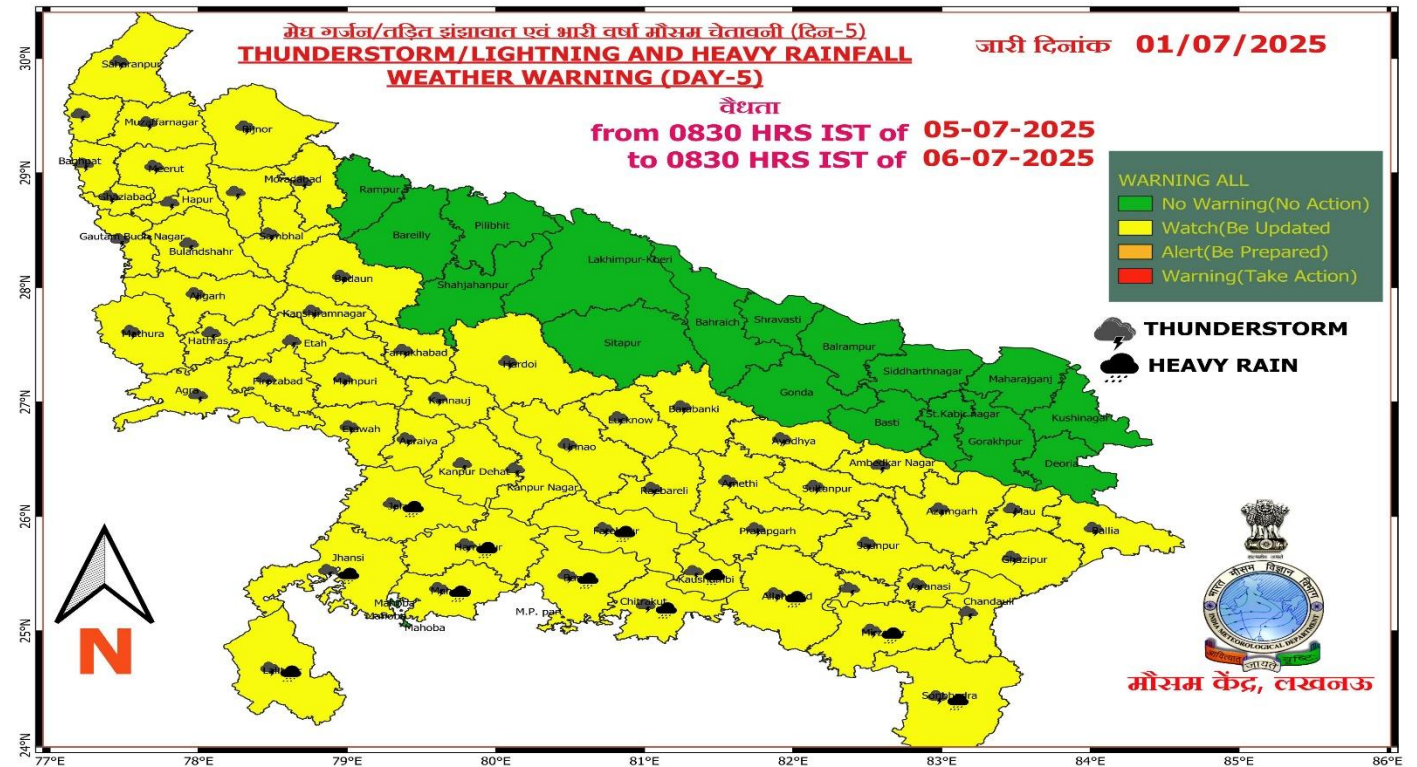 मेघ गर्जन/तड़ित झंझावात एवं भारी वर्षा मौसम चेतावनी (दिन-5)
THUNDERSTORM/LIGHTNING AND HEAVY RAINFALL
WEATHER WARNING (DAY-5)
जारी दिनांक 01/07/2025
वैधता
from 0830 HRS IST of 05-07-2025
to 0830 HRS IST of 06-07-2025
WARNING ALL
No Warning(No Action)
Watch(Be Updated
Alert(Be Prepared)
Warning(Take Action)
THUNDERSTORM
HEAVY RAIN
30°N
29°N
28°N
27°N
26°N
25°N
24°N
Saharanpur
Muzaffarnagar
Bijnor
Baghpat
Meerut
Moradabad
Rampur
Ghaziabad
Hapur
Pilibhit
Gautam Budh Nagar
Sambhal
Bareilly
Bulandshahr
Lakhimpur-Kheri
Badaun
Shahjahanpur
Aligarh
Kanshiramnagar
Bahraich
Shravasti
Mathura
Hathras
Etah
Farrukhabad
Sitapur
Balrampur
Hardoi
Siddharthnagar
Maharajganj
Agra
Firozabad
Mainpuri
Gonda
Kannauj
Barabanki
Basti
St.Kabir nagar
Kushinagar
Etawah
Auraiya
Lucknow
Unnao
Ayodhya
Gorakhpur
Deoria
Kanpur Dehat
Ambedkar Nagar
Kanpur Nagar
Raebareli
Amethi
Sultanpur
Azamgarh
Mau
Ballia
Fatehpur
Pratapgarh
Jaunpur
Ghazipur
Jhansi
Hamirpur
Kaushambi
Varanasi
Chandauli
Mahoba
Mahoba
M.P. part
Chitrakut
Allahabad
Mahoba
Mirzapur
Sonbhadra
N
भारत मौसम विज्ञान विभाग
INDIA METEOROLOGICAL DEPARTMENT
आदित्यात् जायते वृष्टि
मौसम केंद्र, लखनऊ
77°E
78°E
79°E
80°E
81°E
82°E
83°E
84°E
85°E
86°E